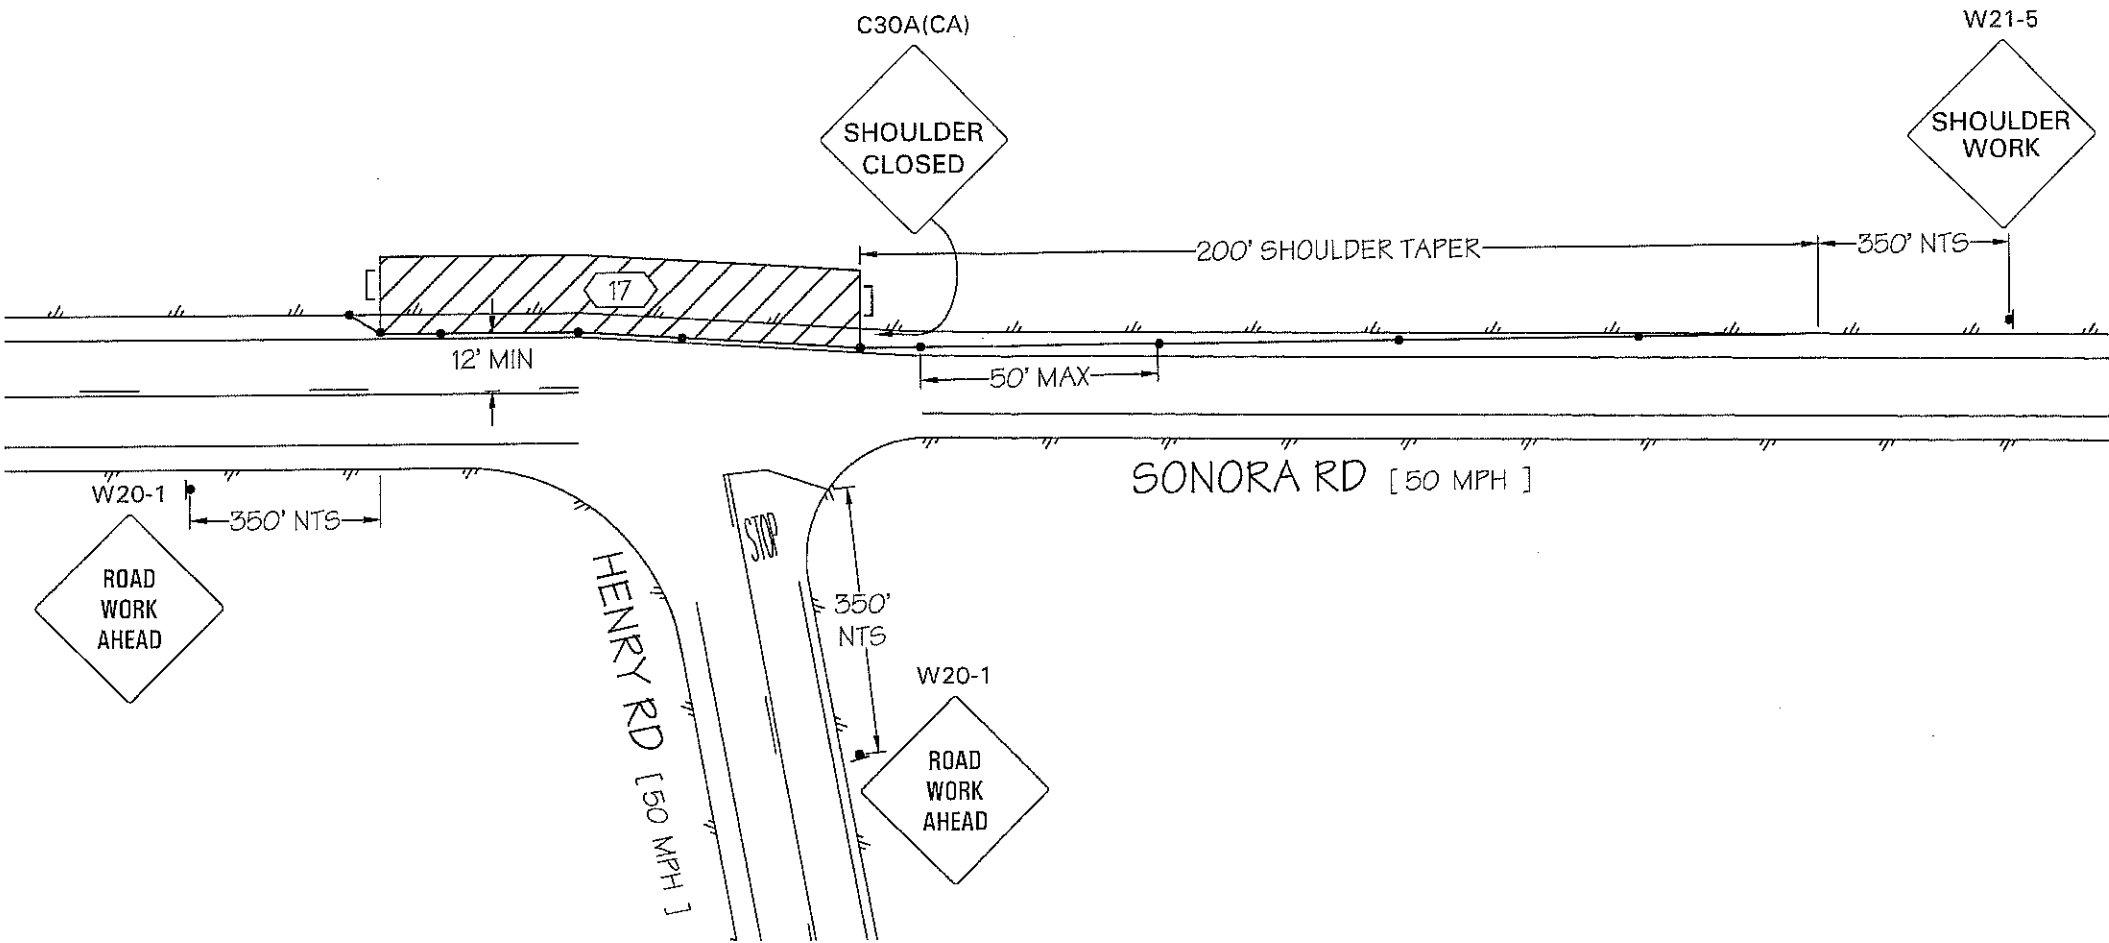 C30A(CA)
SHOULDER
CLOSED
W21-5
SHOULDER
WORK
200' SHOULDER TAPER
350' NTS
17
12' MIN
50' MAX
SONORA RD [50 MPH]
W20-1
350' NTS
ROAD
WORK
AHEAD
STOP
HENRY RD [50 MPH]
350'
NTS
W20-1
ROAD
WORK
AHEAD